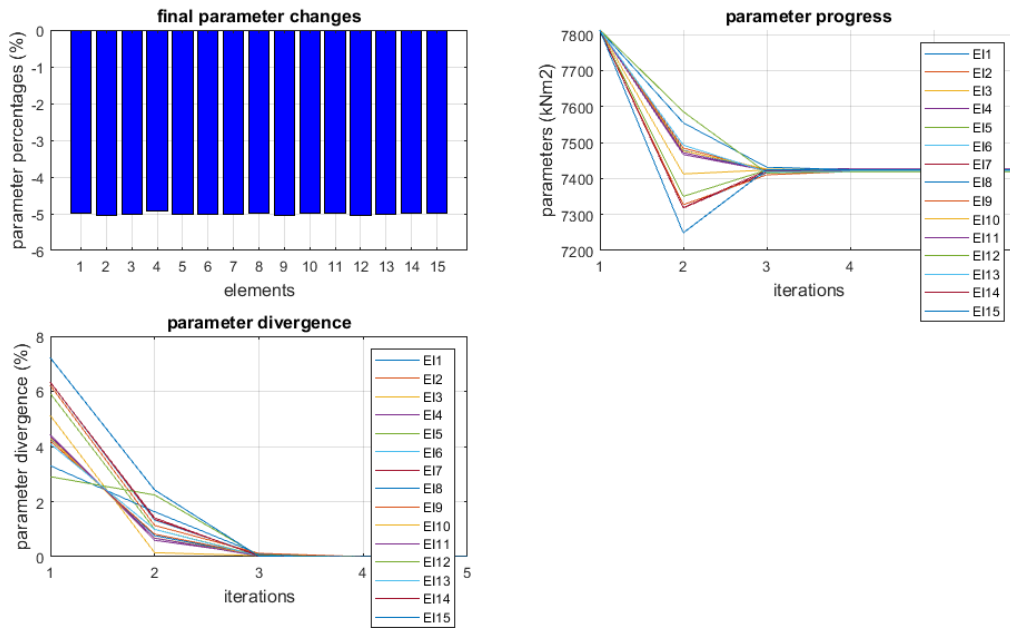 final parameter changes
parameter percentages (%)
0
-1
-2
-3
-4
-5
-6
1 2 3 4 5 6 7 8 9 10 11 12 13 14 15
elements
parameter progress
parameters (kNm2)
7800
7700
7600
7500
7400
7300
7200
1 2 3 4
iterations
EI1
EI2
EI3
EI4
EI5
EI6
EI7
EI8
EI9
EI10
EI11
EI12
EI13
EI14
EI15
parameter divergence
parameter divergence (%)
8
6
4
2
0
1 2 3 4 5
iterations
EI1
EI2
EI3
EI4
EI5
EI6
EI7
EI8
EI9
EI10
EI11
EI12
EI13
EI14
EI15